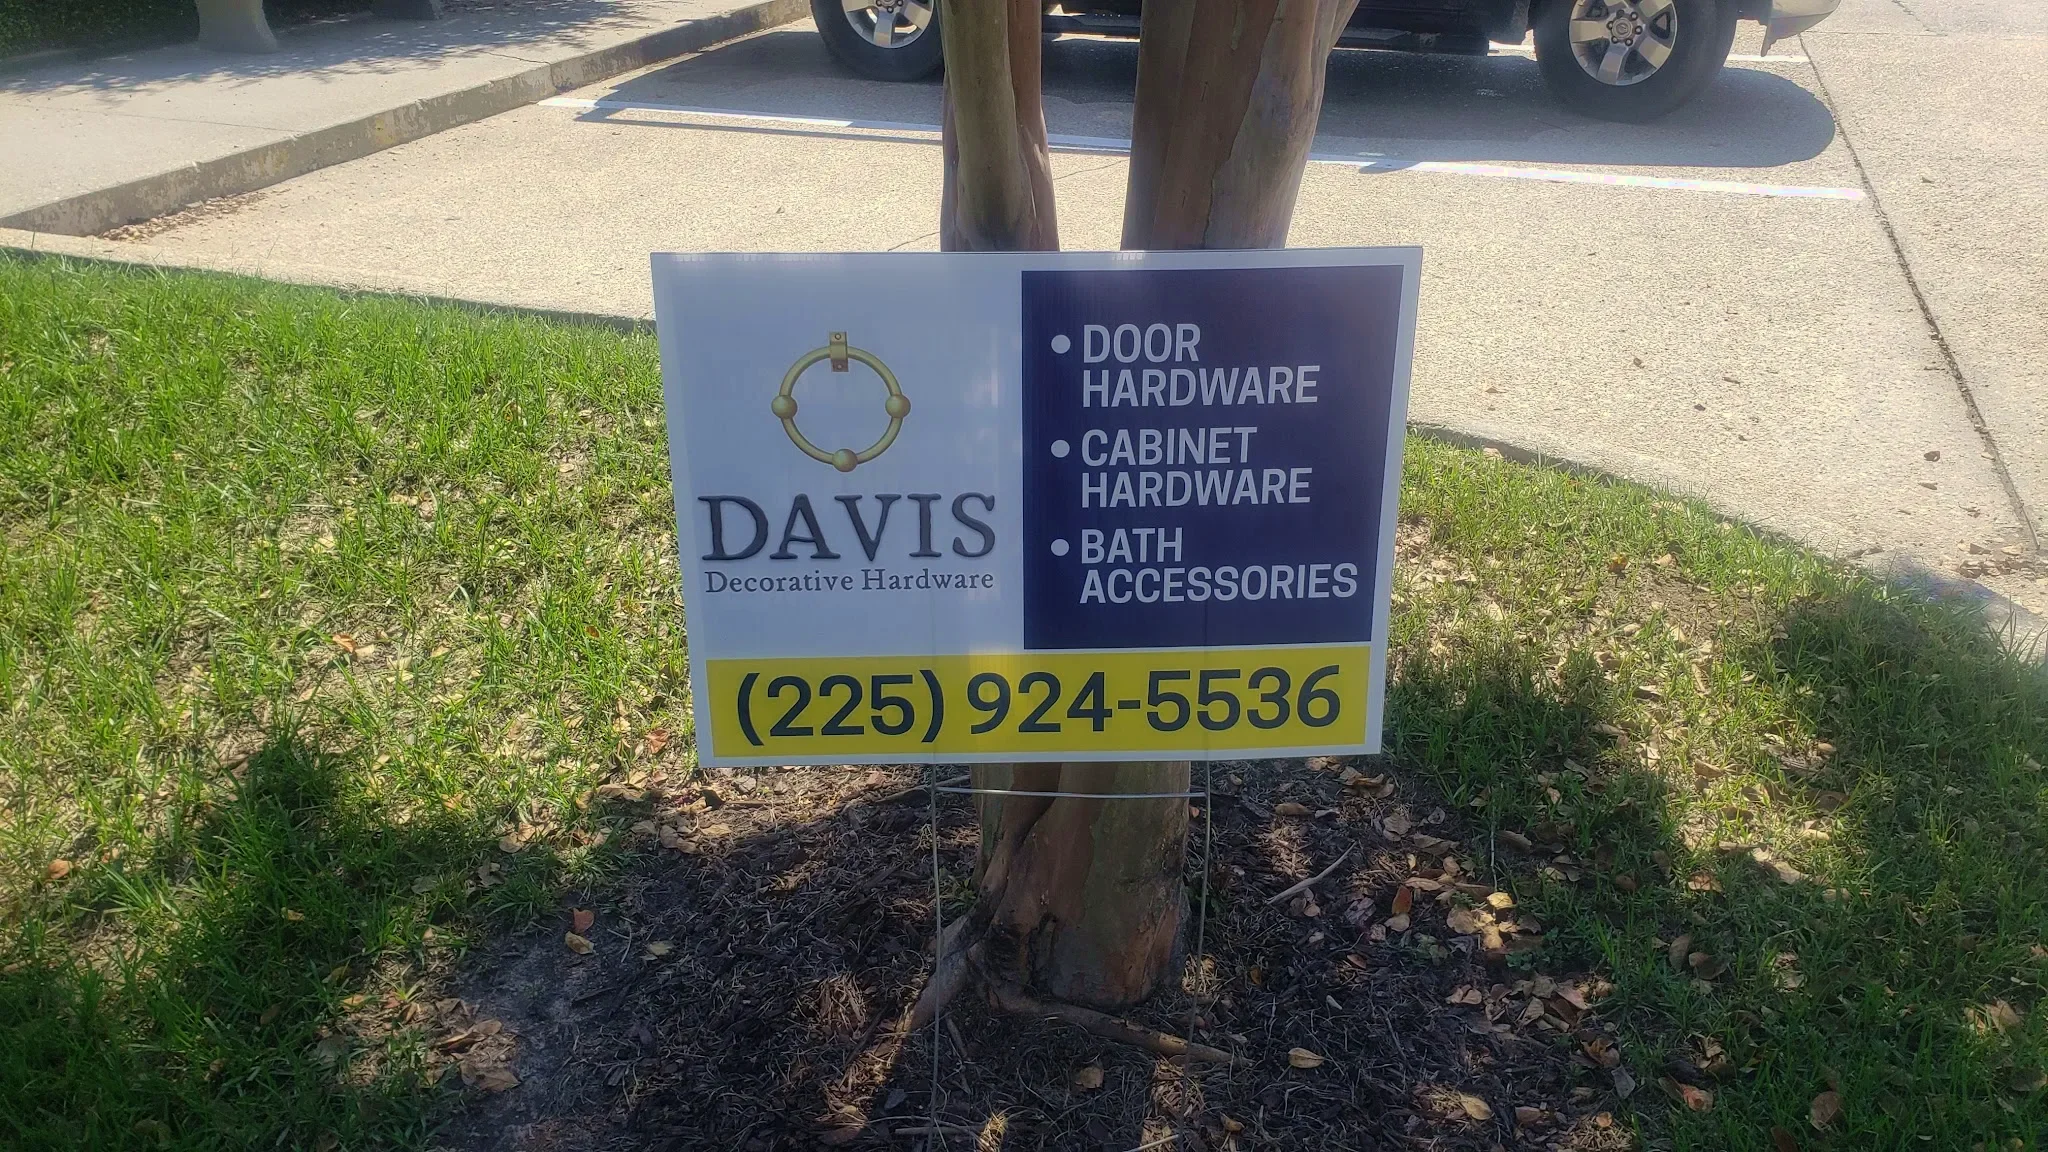 DAVIS
Decorative Hardware
• DOOR
HARDWARE
• CABINET
HARDWARE
• BATH
ACCESSORIES
(225) 924-5536